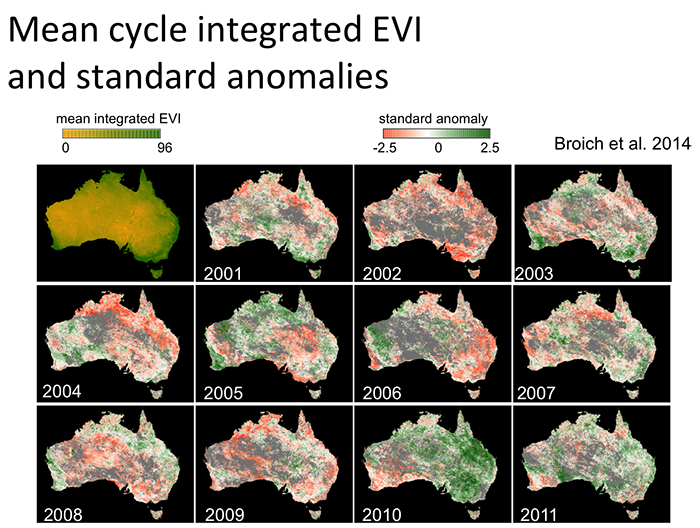 Mean cycle integrated EVI
and standard anomalies
mean integrated EVI
0 96
standard anomaly
-2.5 0 2.5
Broich et al. 2014
2001 2002 2003
2004 2005 2006 2007
2008 2009 2010 2011